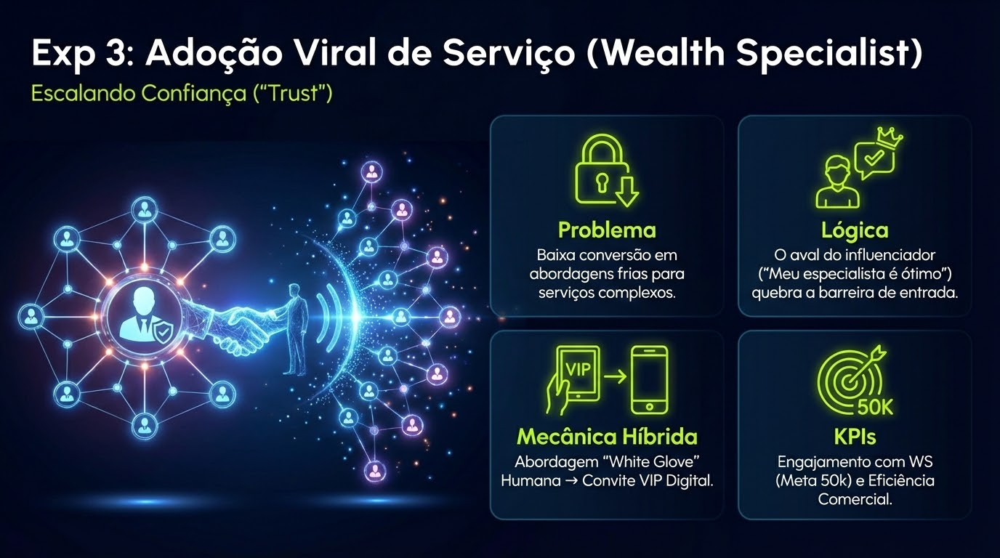 Exp 3: Adoção Viral de Serviço (Wealth Specialist)
Escalando Confiança (“Trust”)
Problema
Baixa conversão em
abordagens frias para
serviços complexos.
Lógica
O aval do influenciador
(“Meu especialista é ótimo”)
quebra a barreira de entrada.
VIP
Mecânica Híbrida
Abordagem “White Glove”
Humana → Convite VIP Digital.
50K
KPIs
Engajamento com WS
(Meta 50k) e Eficiência
Comercial.